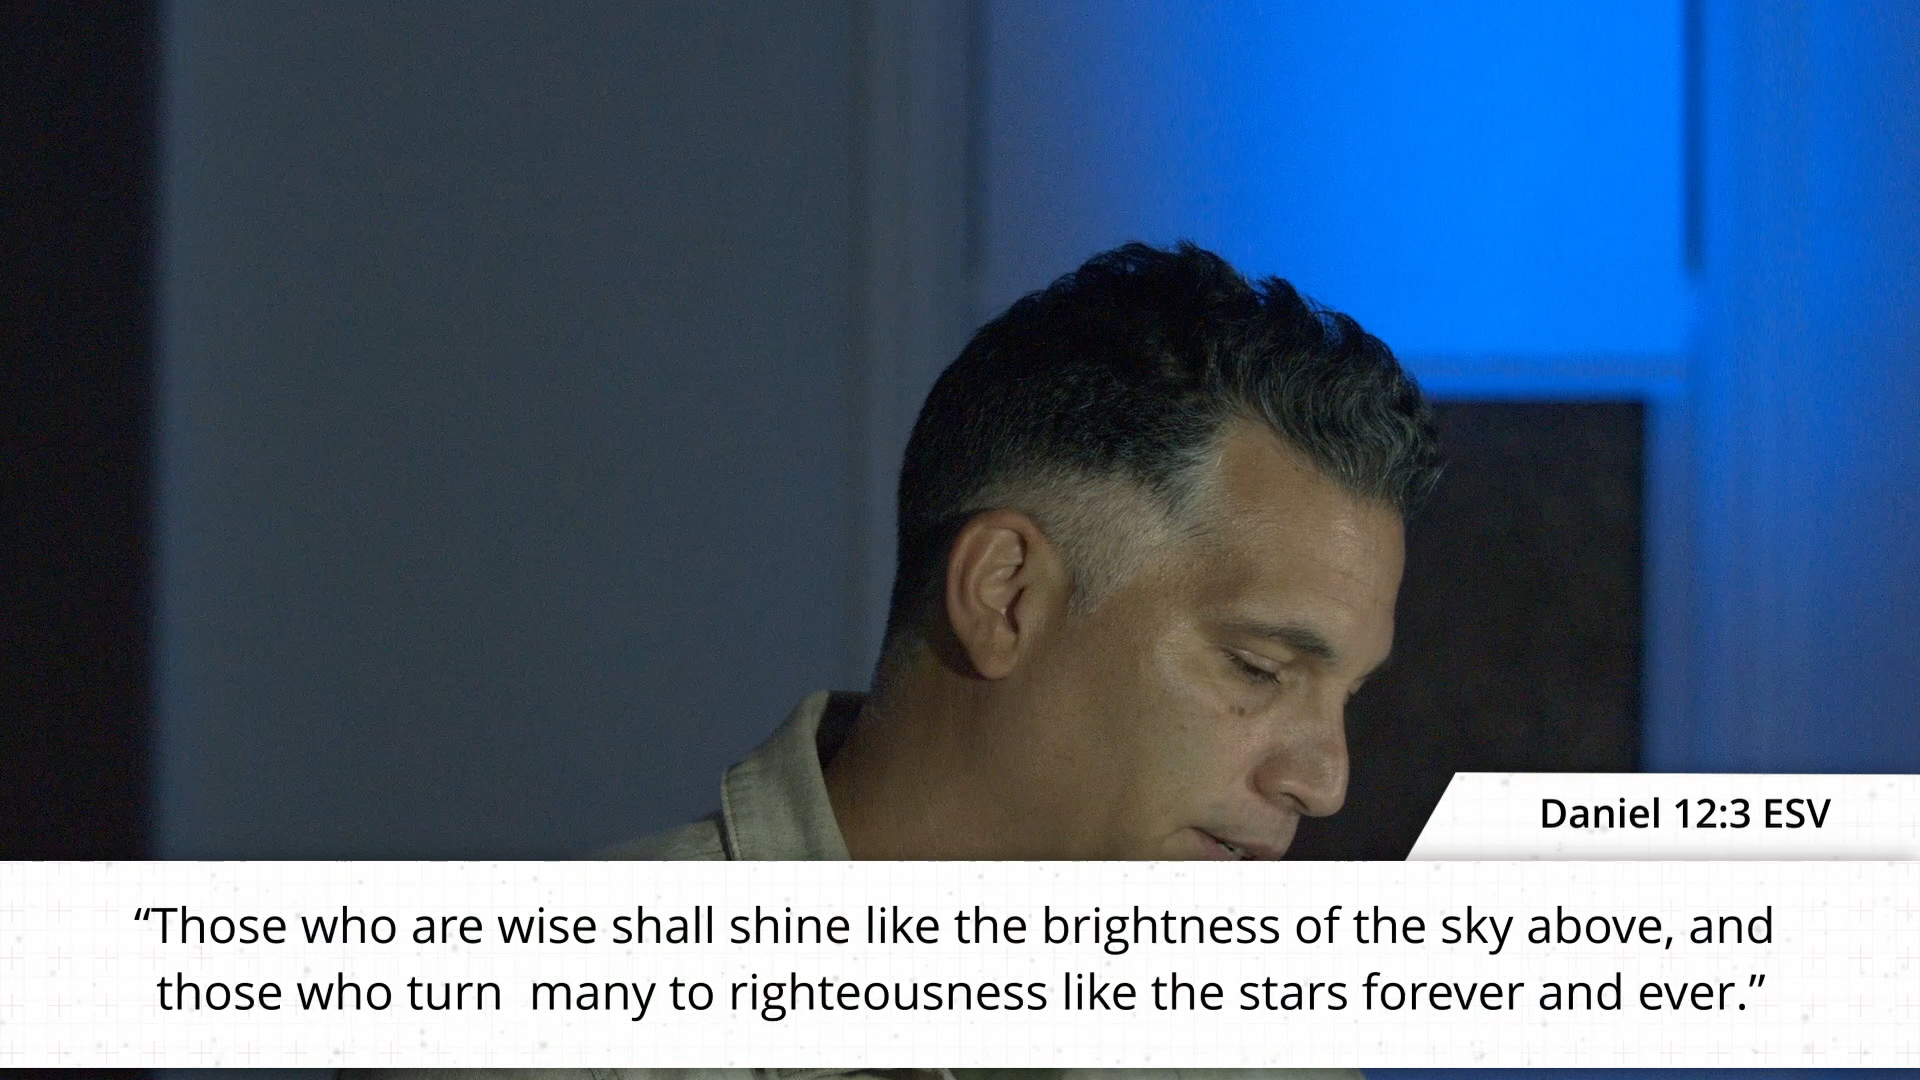 Daniel 12:3 ESV
“Those who are wise shall shine like the brightness of the sky above, and
those who turn  many to righteousness like the stars forever and ever.”